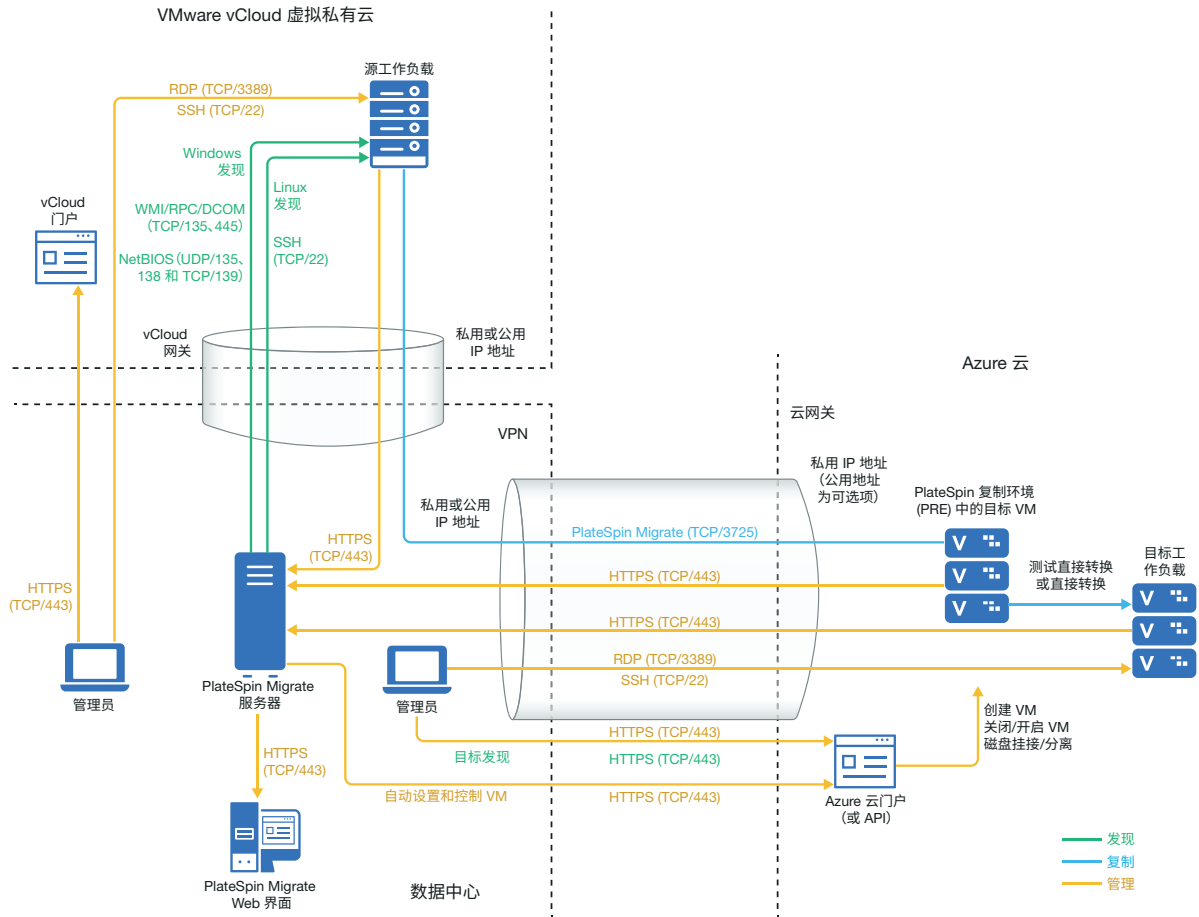 VMware vCloud 虚拟私有云
源工作负载
RDP (TCP/3389)
SSH (TCP/22)
Windows
发现
Linux
发现
vCloud
门户
WMI/RPC/DCOM
（TCP/135、445）
SSH
(TCP/22)
NetBIOS（UDP/135、
138 和 TCP/139）
vCloud
网关
私用或公用
IP 地址
Azure 云
云网关
VPN
私用 IP 地址
（公用地址
为可选项）
私用或公用
IP 地址
PlateSpin 复制环境
(PRE) 中的目标 VM
PlateSpin Migrate (TCP/3725)
HTTPS
(TCP/443)
目标工
作负载
测试直接转换
或直接转换
HTTPS (TCP/443)
HTTPS
(TCP/443)
HTTPS (TCP/443)
RDP (TCP/3389)
SSH (TCP/22)
管理员
PlateSpin Migrate
服务器
管理员
创建 VM
关闭/开启 VM
磁盘挂接/分离
HTTPS (TCP/443)
HTTPS
(TCP/443)
目标发现
HTTPS (TCP/443)
自动设置和控制 VM
HTTPS (TCP/443)
Azure 云门户
（或 API）
发现
复制
管理
PlateSpin Migrate
Web 界面
数据中心